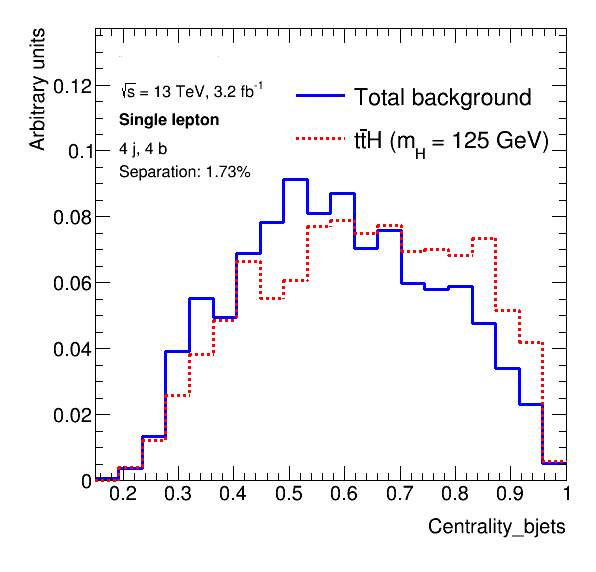 Arbitrary units
0.12
0.1
0.08
0.06
0.04
0.02
0
√s = 13 TeV, 3.2 fb⁻¹
Single lepton
4 j, 4 b
Separation: 1.73%
Total background
tt̄H (m_H = 125 GeV)
0.2 0.3 0.4 0.5 0.6 0.7 0.8 0.9 1
Centrality_bjets